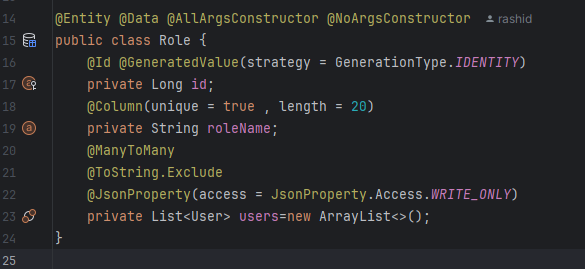 14 @Entity @Data @AllArgsConstructor @NoArgsConstructor rashid
15 public class Role {
16 @Id @GeneratedValue(strategy = GenerationType.IDENTITY)
17 private Long id;
18 @Column(unique = true , length = 20)
19 private String roleName;
20 @ManyToMany
21 @ToString.Exclude
22 @JsonProperty(access = JsonProperty.Access.WRITE_ONLY)
23 private List<User> users=new ArrayList<>();
24 }
25